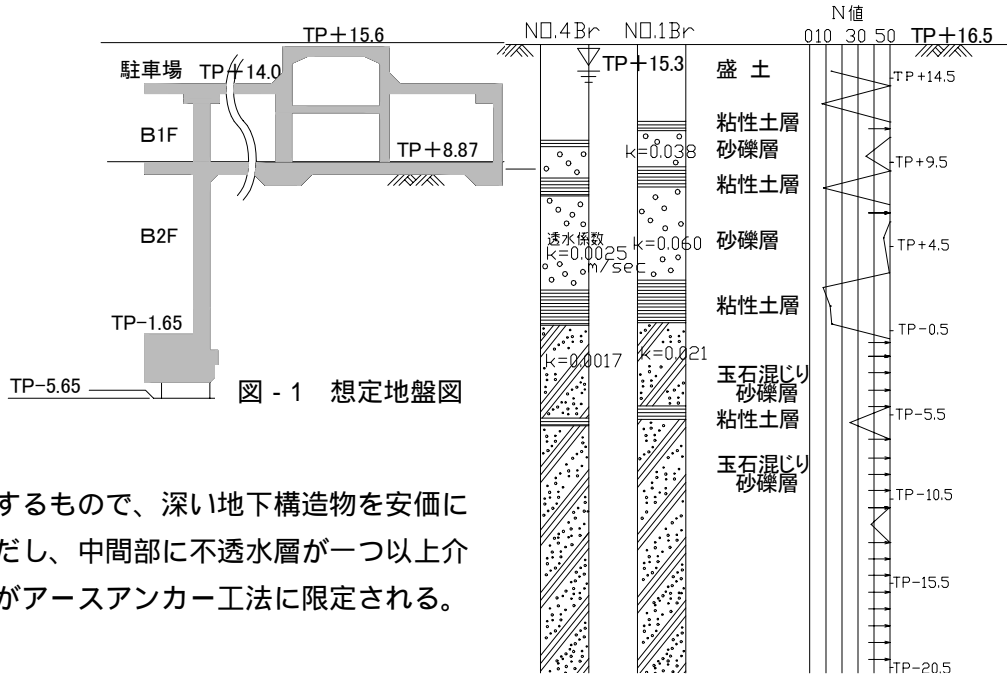 TP+15.6
駐車場 TP+14.0
B1F
TP+8.87
B2F
TP-1.65
TP-5.65
図 - 1 想定地盤図
NO.4Br NO.1Br
TP+15.3
k=0.038
透水係数
k=0.0025 k=0.060
m/sec
k=0.0017 k=0.021
盛 土
粘性土層
砂礫層
粘性土層
砂礫層
粘性土層
玉石混じり
砂礫層
粘性土層
玉石混じり
砂礫層
N値
010 30 50 TP+16.5
TP+14.5
TP+9.5
TP+4.5
TP-0.5
TP-5.5
TP-10.5
TP-15.5
TP-20.5
するもので、深い地下構造物を安価に
だし、中間部に不透水層が一つ以上介
がアースアンカー工法に限定される。